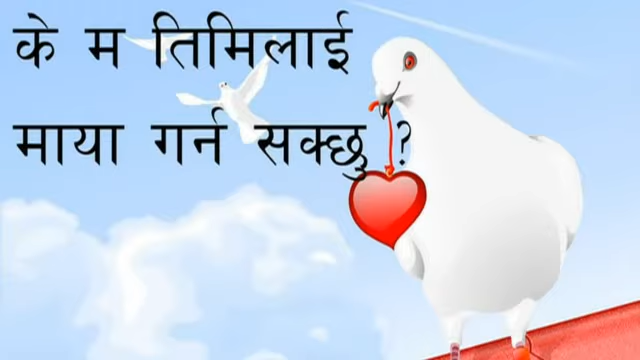 के म तिमिलाई
माया गर्न सक्छु ?